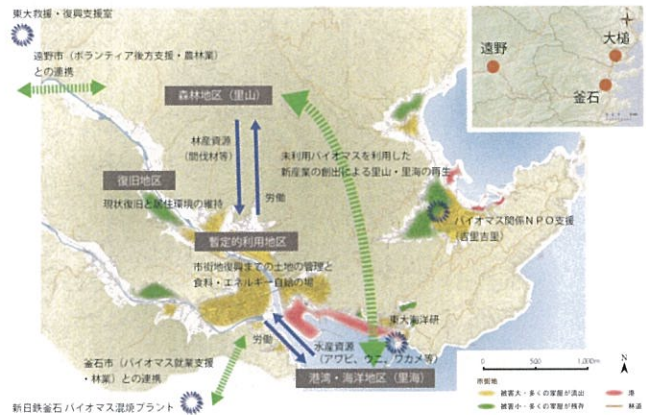 東大救援・復興支援室
遠野市（ボランティア後方支援・農林業）
との連携
遠野
大槌
釜石
森林地区（里山）
林産資源
（間伐材等）
未利用バイオマスを利用した
新産業の創出による里山・里海の再生
復旧地区
現状復旧と居住環境の維持
労働
バイオマス関係NPO支援
（吉里吉里）
暫定的利用地区
市街地復興までの土地の管理と
食料・エネルギー自給の場
東大海洋研
労働
水産資源
（アワビ、ウニ、ワカメ等）
釜石市（バイオマス就業支援
・林業）との連携
港湾・海洋地区（里海）
新日鉄釜石 バイオマス混焼プラント
0 500 1,000m
N
市街地
被害大・多くの家屋が流出
被害小・多くの家屋が残存
港
林道